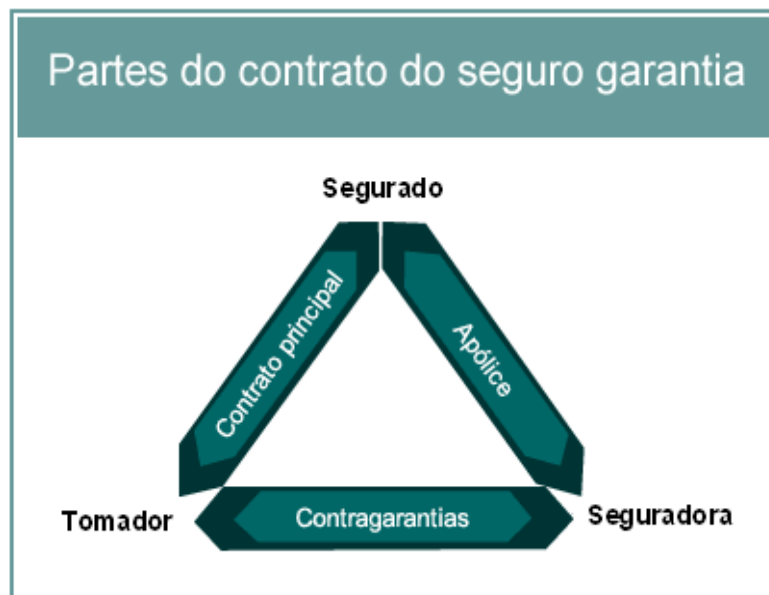 Partes do contrato do seguro garantia
Segurado
Contrato principal
Apólice
Tomador
Contragarantias
Seguradora